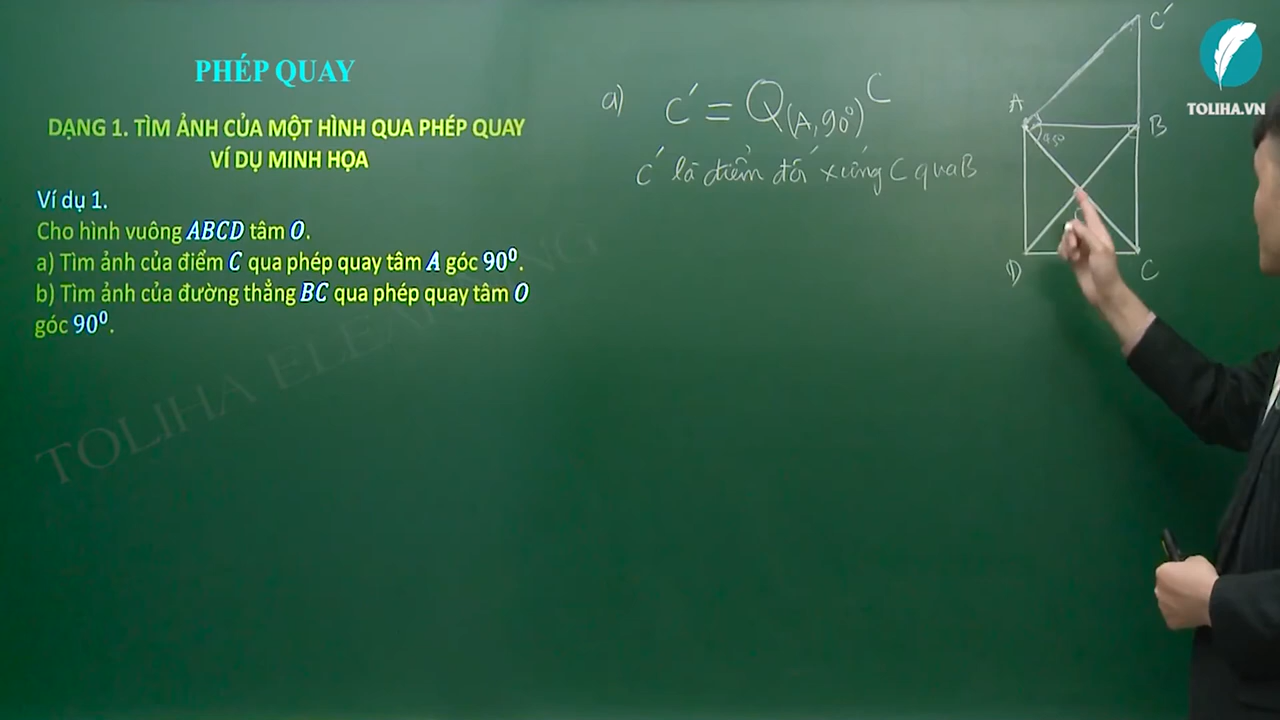 PHÉP QUAY
DẠNG 1. TÌM ẢNH CỦA MỘT HÌNH QUA PHÉP QUAY
VÍ DỤ MINH HỌA
Ví dụ 1.
Cho hình vuông ABCD tâm O.
a) Tìm ảnh của điểm C qua phép quay tâm A góc 90⁰.
b) Tìm ảnh của đường thẳng BC qua phép quay tâm O
góc 90⁰.
a) C' = Q(A, 90⁰) C
C' là điểm đối xứng C qua B
C'
A
B
45⁰
D
C
TOLIHA.VN
TOLIHA ELEARNING